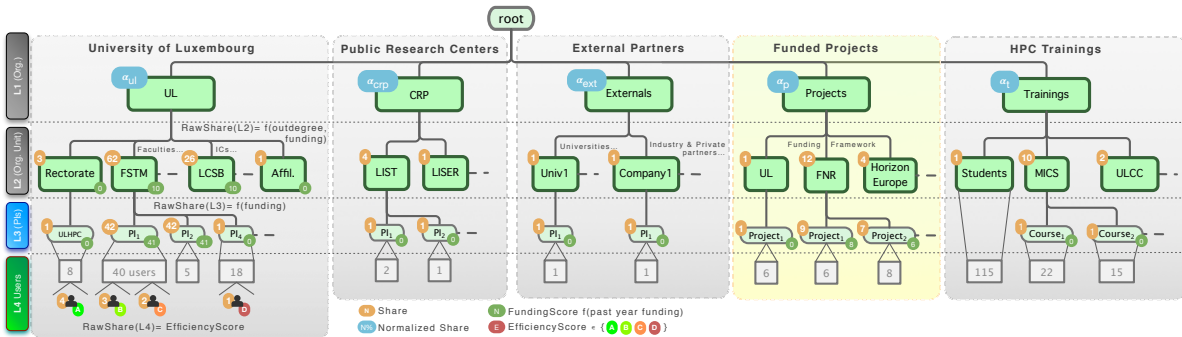 root
University of Luxembourg
Public Research Centers
External Partners
Funded Projects
HPC Trainings
L1 (Org.)
αul
UL
αcrp
CRP
αext
Externals
αp
Projects
αt
Trainings
RawShare(L2)= f(outdegree,
funding)
L2 (Org. Unit)
Faculties...
ICs...
Universities...
Industry & Private
partners...
Funding Framework
3
Rectorate
0
62
FSTM
10
26
LCSB
10
1
Affil.
0
4
LIST
1
LISER
1
Univ1
1
Company1
1
UL
12
FNR
4
Horizon
Europe
1
Students
10
MICS
2
ULCC
RawShare(L3)= f(funding)
L3 (PIs)
1
ULHPC
0
42
PI1
41
42
PI2
41
1
PI4
0
1
PI1
0
1
PI2
0
1
PI1
0
1
PI1
0
1
Project1
0
9
Project1
8
7
Project2
6
1
Course1
0
1
Course2
0
L4 Users
8
40 users
5
18
2
1
1
1
6
6
8
115
22
15
4
A
3
B
2
C
1
D
RawShare(L4)= EfficiencyScore
N Share
N FundingScore f(past year funding)
N% Normalized Share
E EfficiencyScore ∈ { A B C D }